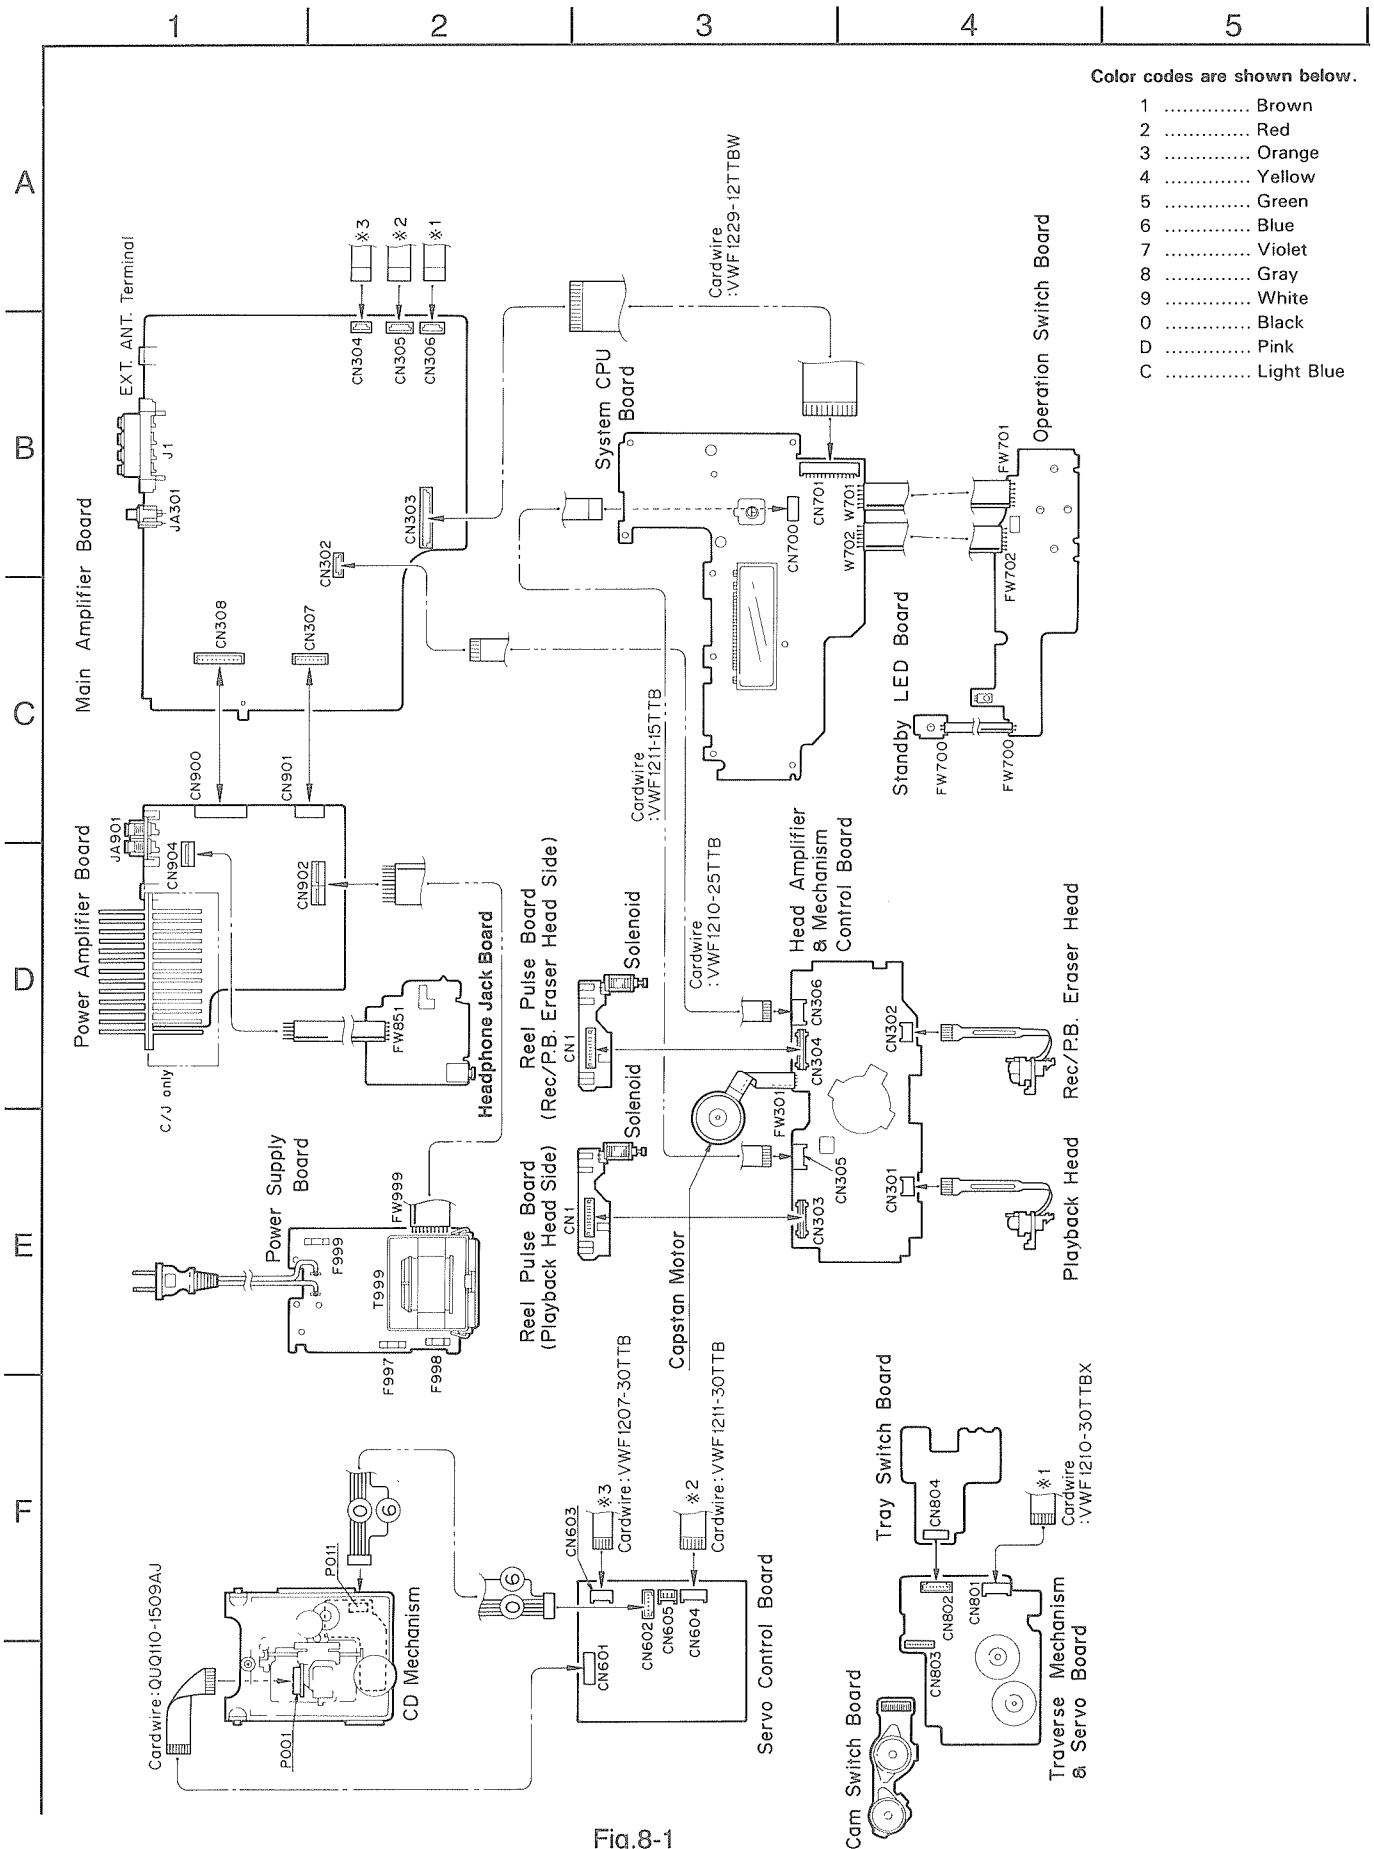 1
2
3
4
5
A
B
C
D
E
F
Color codes are shown below.
1 .............. Brown
2 .............. Red
3 .............. Orange
4 .............. Yellow
5 .............. Green
6 .............. Blue
7 .............. Violet
8 .............. Gray
9 .............. White
0 .............. Black
D .............. Pink
C .............. Light Blue
Main Amplifier Board
EXT. ANT. Terminal
J1
JA301
CN304
CN305
CN306
※3
※2
※1
CN303
CN302
CN308
CN307
Cardwire
:VWF1229-12TTBW
System CPU
Board
CN700
CN701
W701
W702
FW701
FW702
Operation Switch Board
Standby LED Board
FW700
FW700
Power Amplifier Board
JA901
CN904
CN900
CN901
CN902
C/J only
FW851
Headphone Jack Board
Cardwire
:VWF1211-15TTB
Cardwire
:VWF1210-25TTB
Head Amplifier
& Mechanism
Control Board
Reel Pulse Board
(Rec/P.B. Eraser Head Side)
CN1
Solenoid
CN306
CN304
CN302
Rec/P.B. Eraser Head
FW301
Reel Pulse Board
(Playback Head Side)
CN1
Solenoid
Capstan Motor
CN305
CN303
CN301
Playback Head
Power Supply
Board
F999
FW999
T999
F997
F998
Cardwire:QUQ110-1509AJ
P001
P011
CD Mechanism
0
6
0
6
CN603
※3
Cardwire:VWF1207-30TTB
※2
Cardwire:VWF1211-30TTB
CN601
CN602
CN605
CN604
Servo Control Board
Tray Switch Board
CN804
※1
Cardwire
:VWF1210-30TTBX
CN802
CN801
CN803
Cam Switch Board
Traverse Mechanism
& Servo Board
Fig.8-1